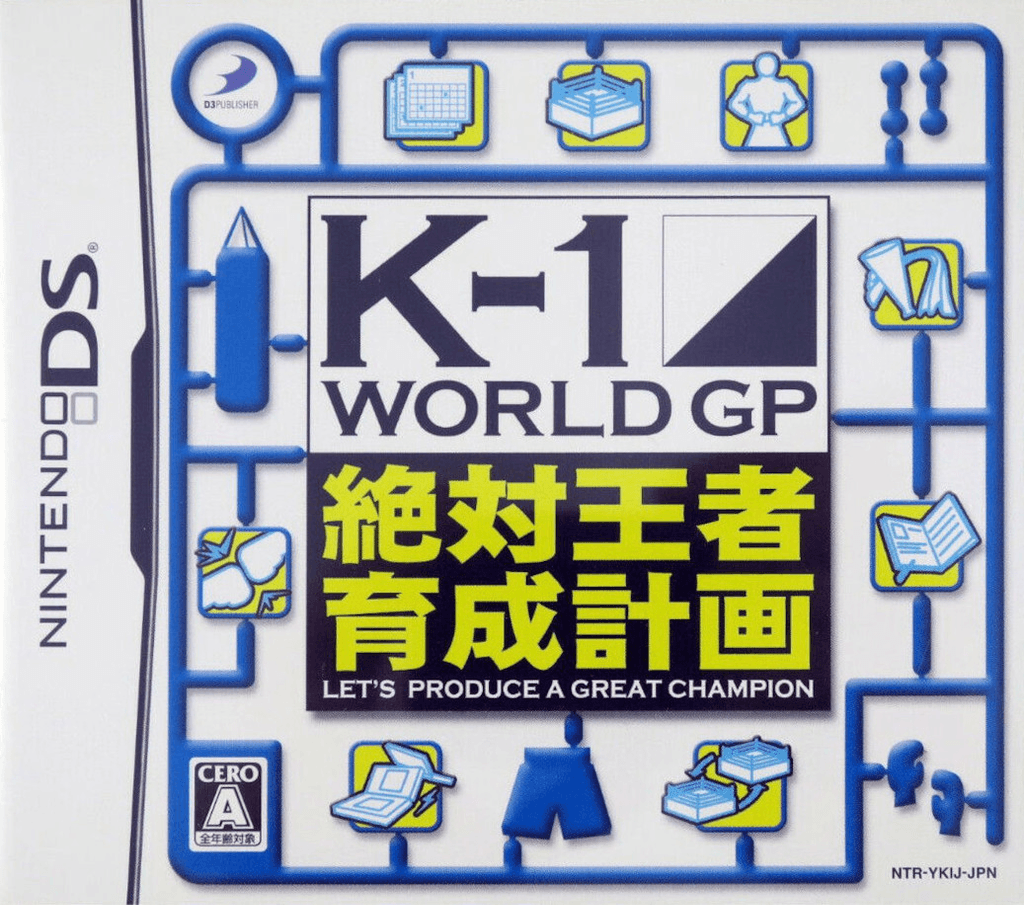 NINTENDO DS®
D3PUBLISHER
1
K-1
WORLD GP
絶対王者
育成計画
LET'S PRODUCE A GREAT CHAMPION
CERO
A
全年齢対象
NTR-YKIJ-JPN